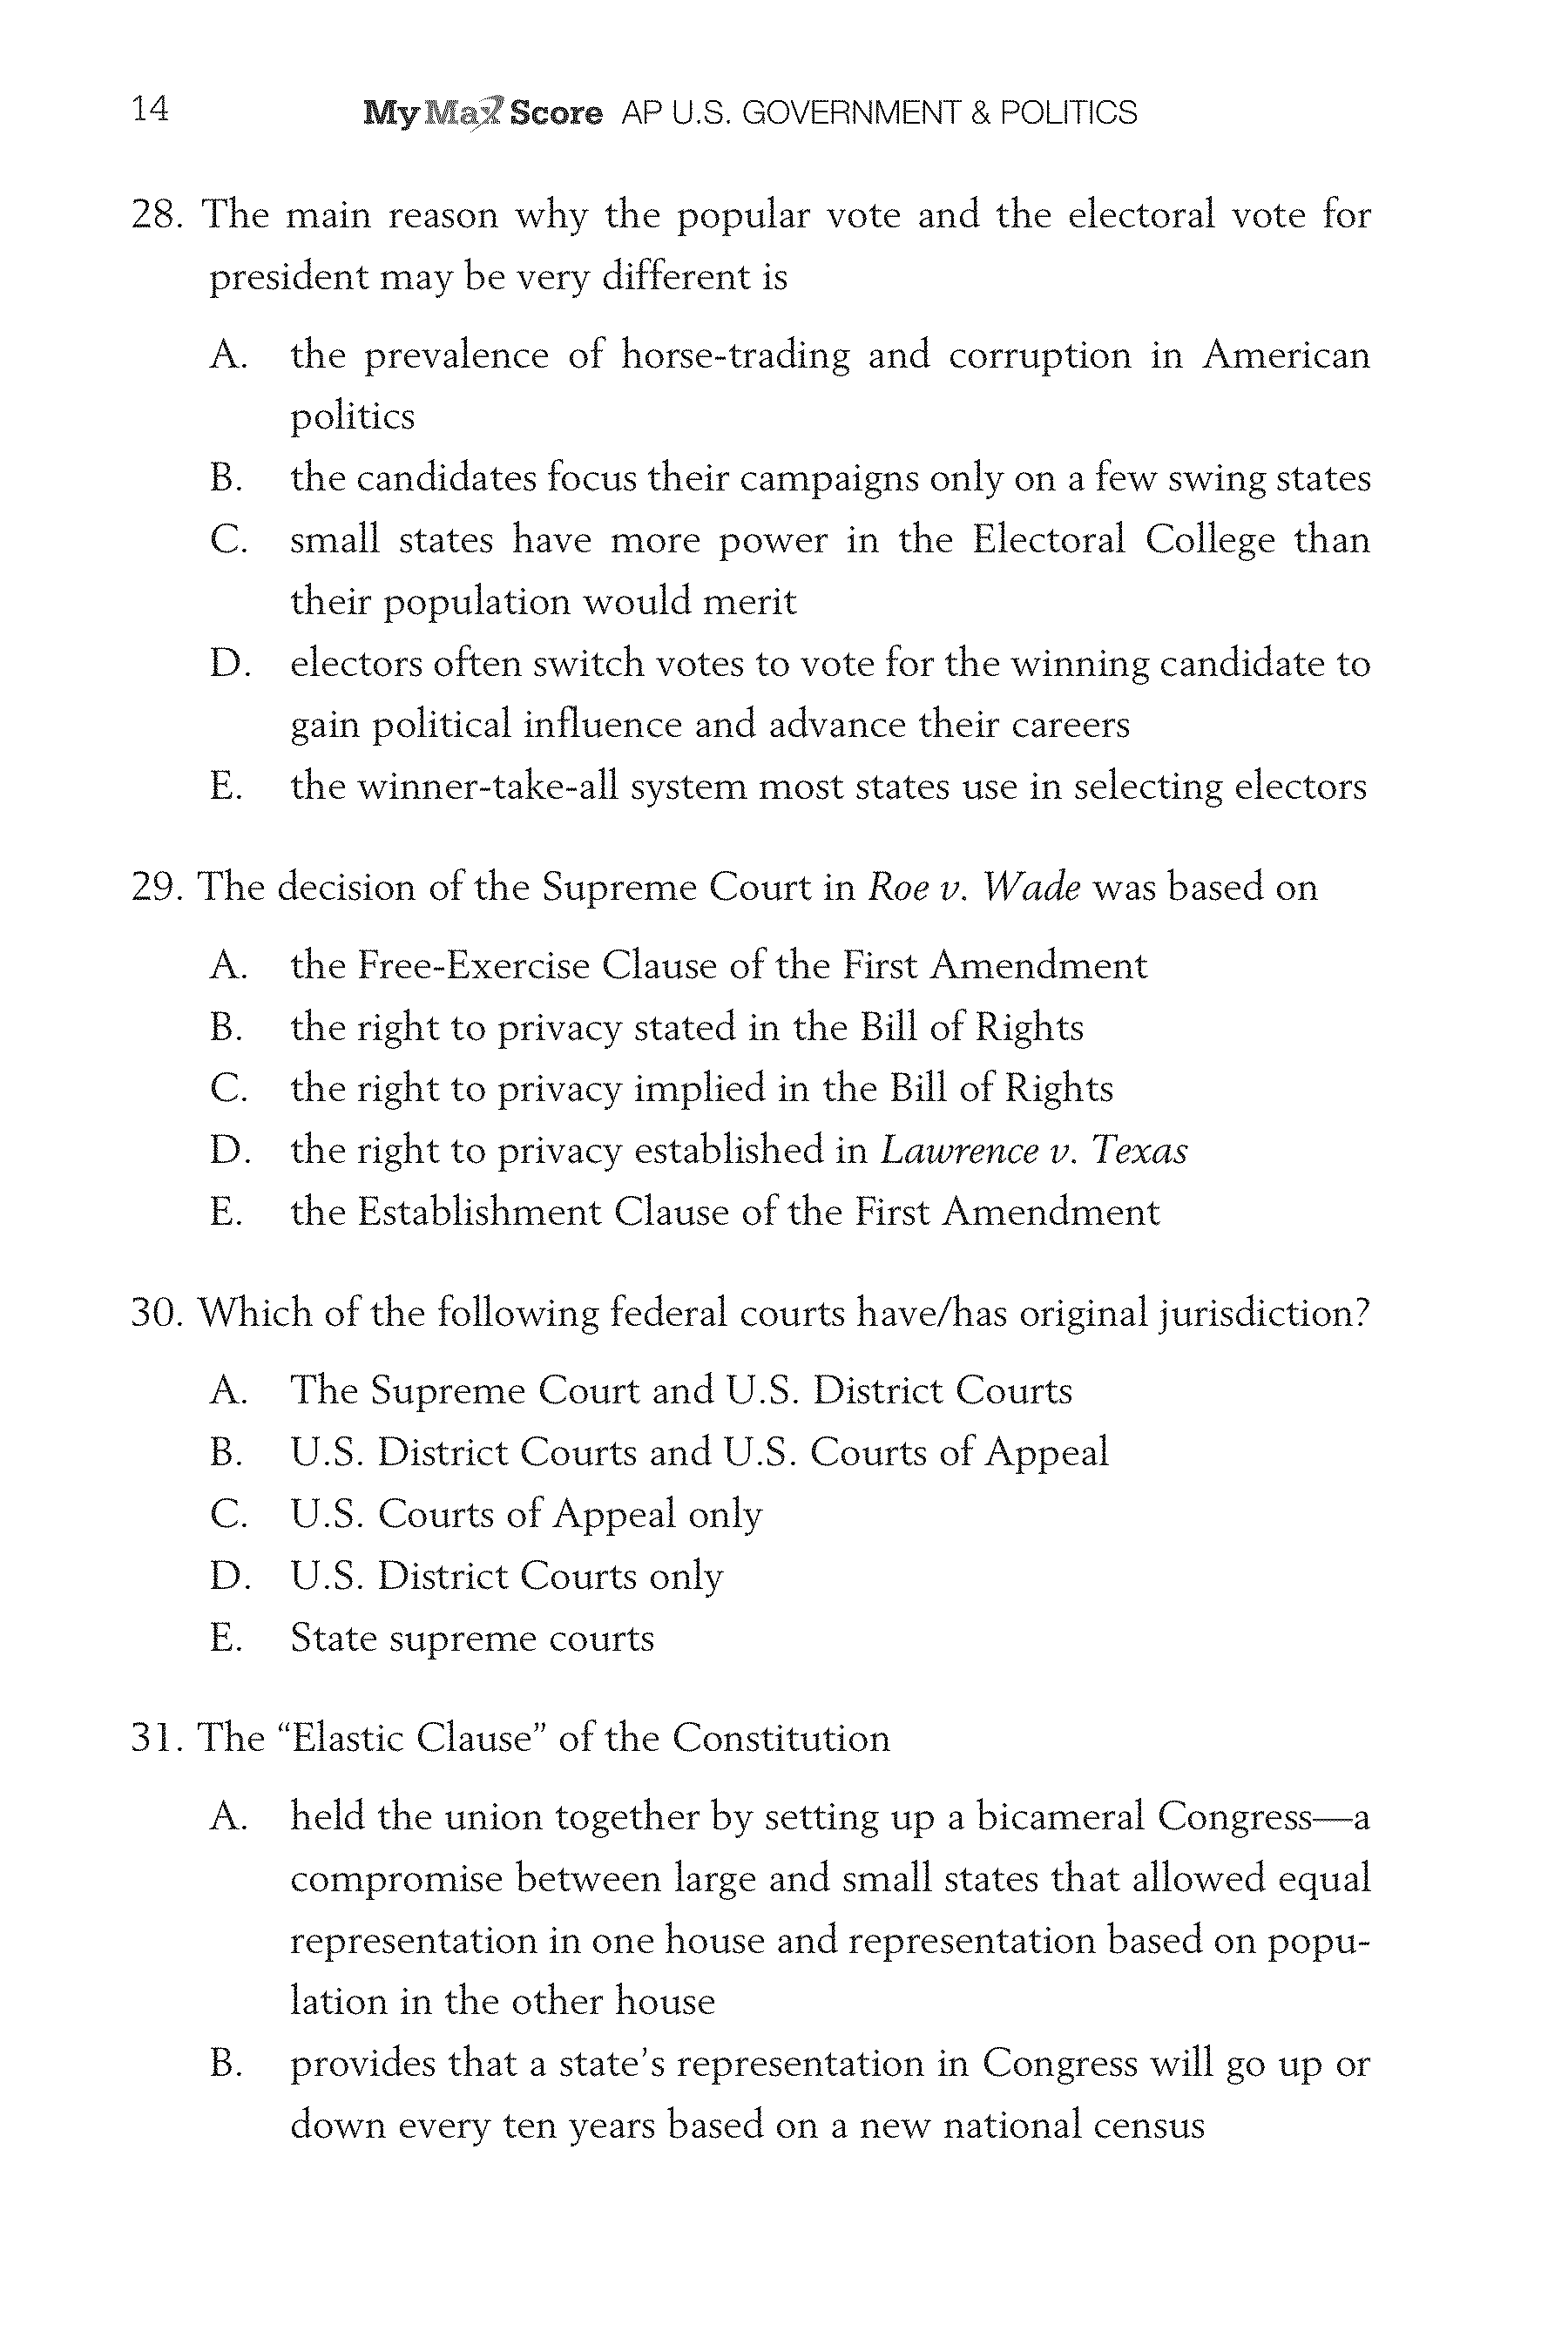 14 My Max Score AP U.S. GOVERNMENT & POLITICS
28. The main reason why the popular vote and the electoral vote for
president may be very different is
A. the prevalence of horse-trading and corruption in American
politics
B. the candidates focus their campaigns only on a few swing states
C. small states have more power in the Electoral College than
their population would merit
D. electors often switch votes to vote for the winning candidate to
gain political influence and advance their careers
E. the winner-take-all system most states use in selecting electors
29. The decision of the Supreme Court in Roe v. Wade was based on
A. the Free-Exercise Clause of the First Amendment
B. the right to privacy stated in the Bill of Rights
C. the right to privacy implied in the Bill of Rights
D. the right to privacy established in Lawrence v. Texas
E. the Establishment Clause of the First Amendment
30. Which of the following federal courts have/has original jurisdiction?
A. The Supreme Court and U.S. District Courts
B. U.S. District Courts and U.S. Courts of Appeal
C. U.S. Courts of Appeal only
D. U.S. District Courts only
E. State supreme courts
31. The “Elastic Clause” of the Constitution
A. held the union together by setting up a bicameral Congress—a
compromise between large and small states that allowed equal
representation in one house and representation based on popu-
lation in the other house
B. provides that a state’s representation in Congress will go up or
down every ten years based on a new national census